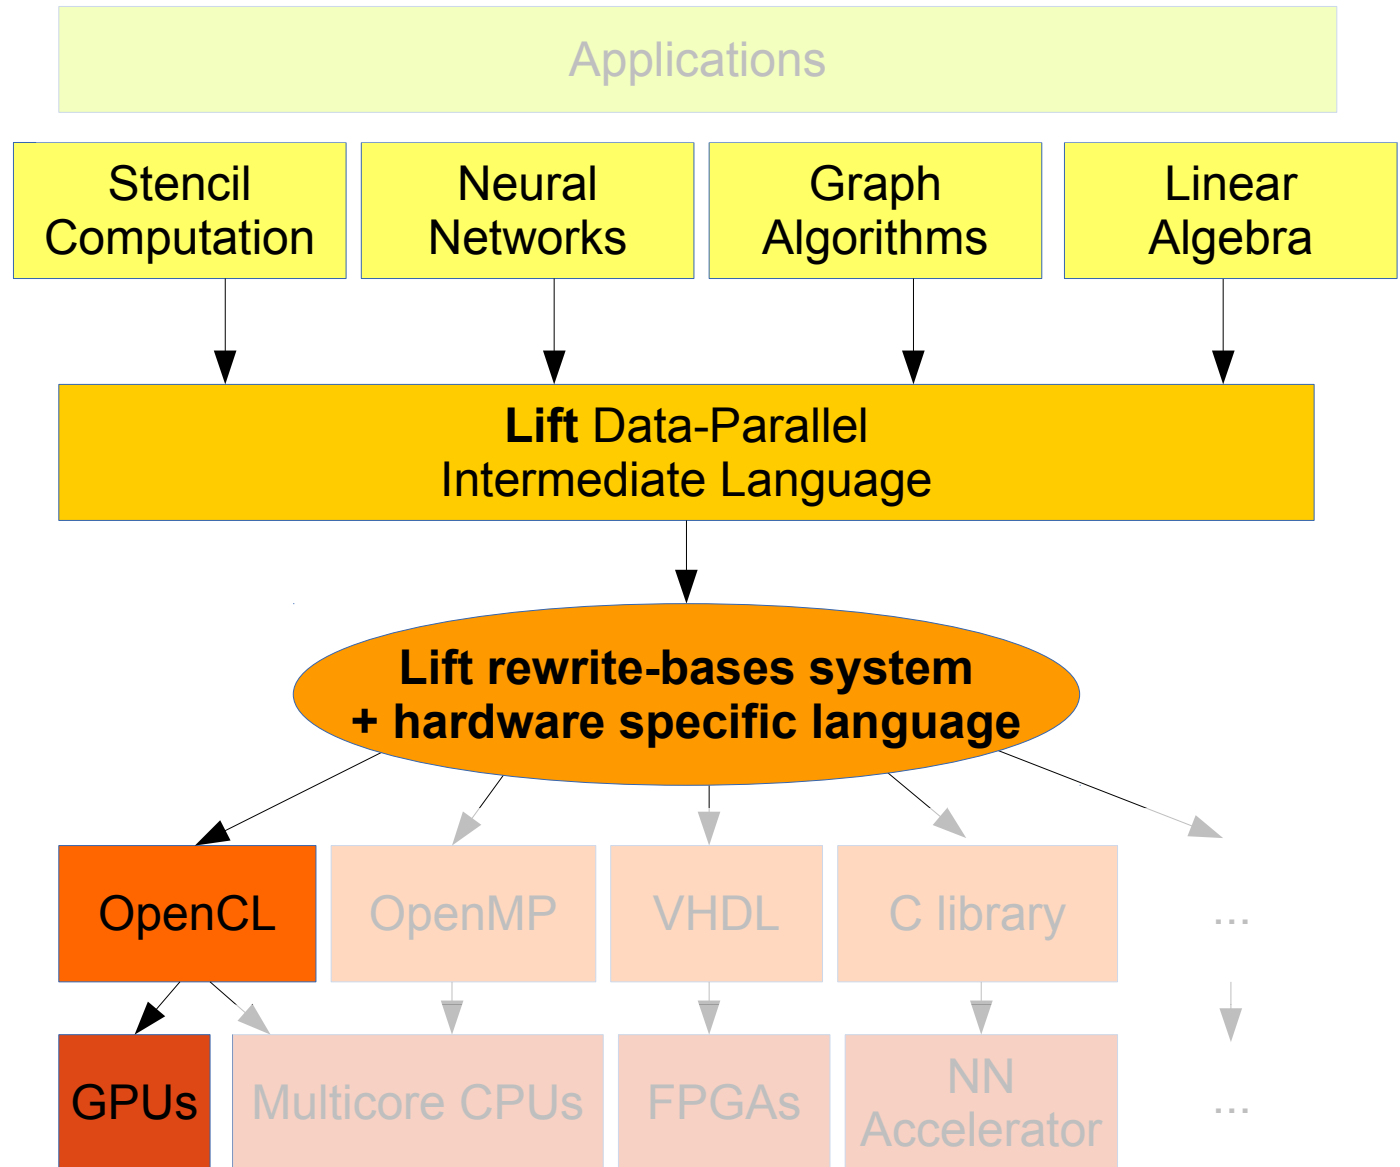 Applications
Stencil
Computation
Neural
Networks
Graph
Algorithms
Linear
Algebra
Lift Data-Parallel
Intermediate Language
Lift rewrite-bases system
+ hardware specific language
OpenCL
OpenMP
VHDL
C library
...
GPUs
Multicore CPUs
FPGAs
NN
Accelerator
...